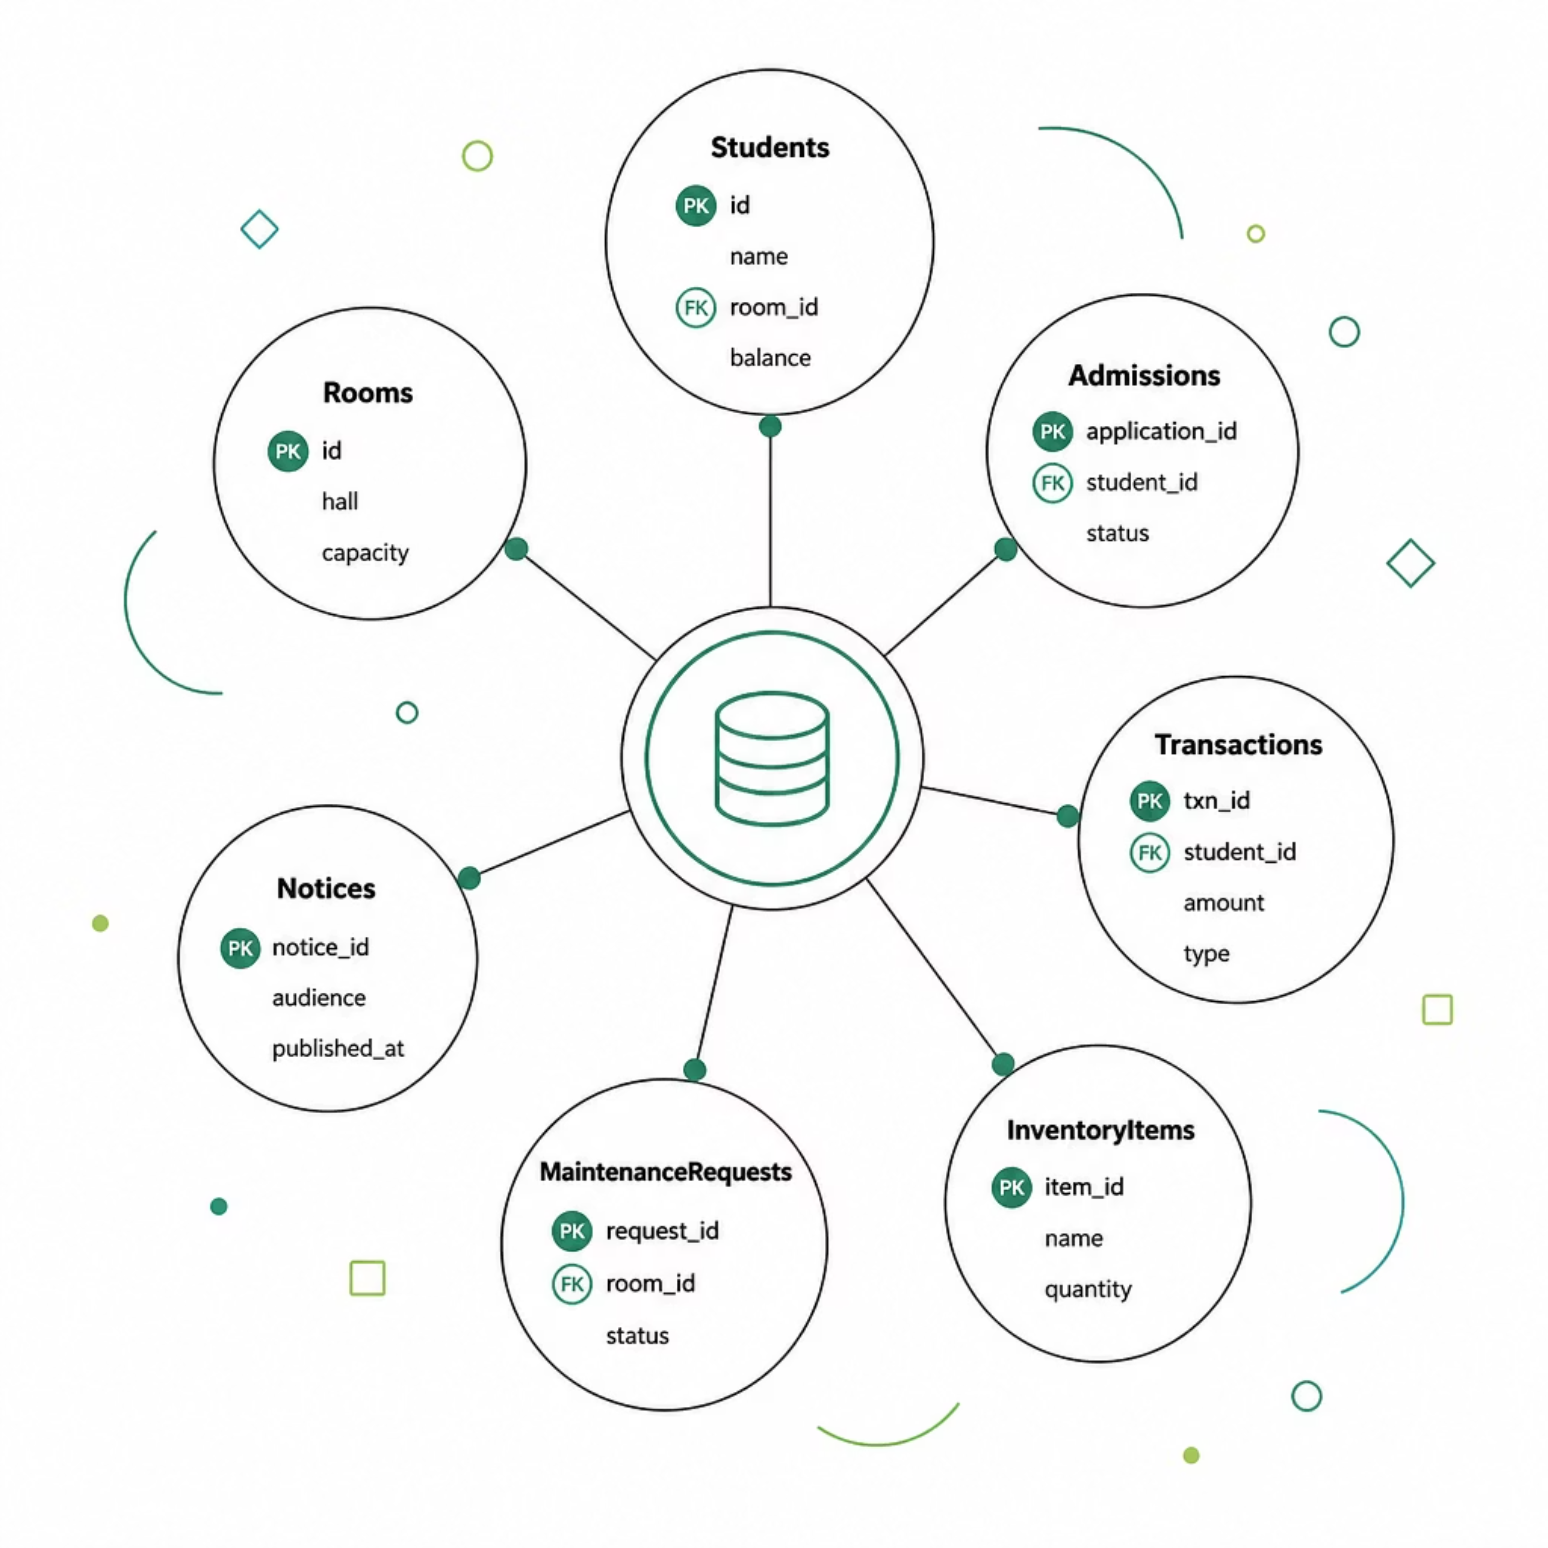 Students
PK id
name
FK room_id
balance
Rooms
PK id
hall
capacity
Admissions
PK application_id
FK student_id
status
Transactions
PK txn_id
FK student_id
amount
type
Notices
PK notice_id
audience
published_at
MaintenanceRequests
PK request_id
FK room_id
status
InventoryItems
PK item_id
name
quantity